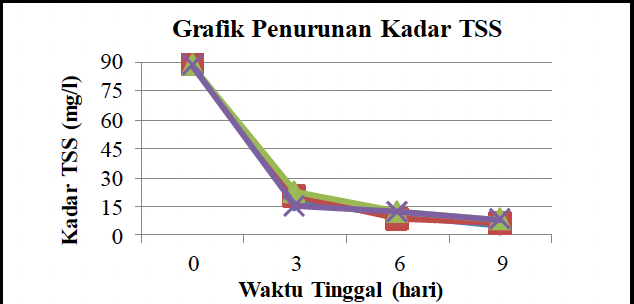 Grafik Penurunan Kadar TSS
Kadar TSS (mg/l)
90
75
60
45
30
15
0
0 3 6 9
Waktu Tinggal (hari)